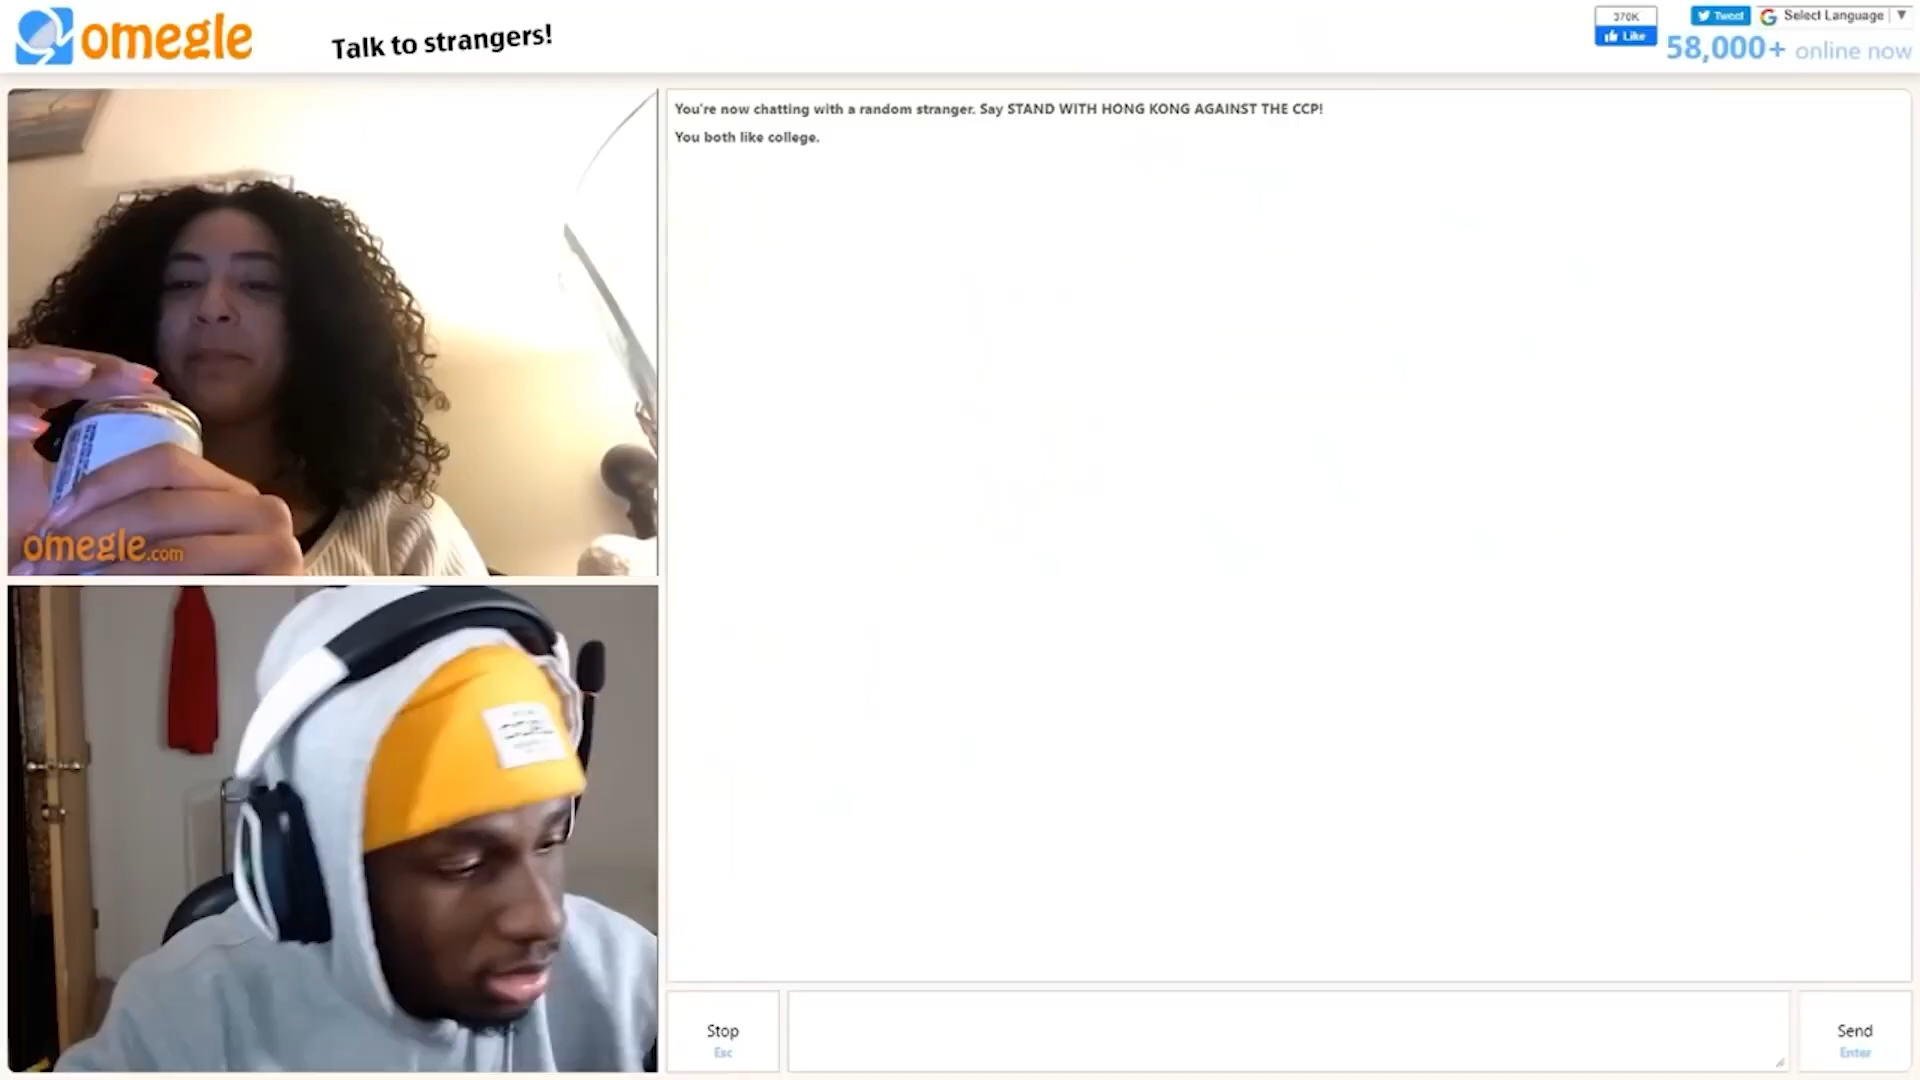 omegle
Talk to strangers!
370K
Like
Tweet
Select Language
58,000+ online now
You're now chatting with a random stranger. Say STAND WITH HONG KONG AGAINST THE CCP!
You both like college.
omegle.com
Stop
Esc
Send
Enter